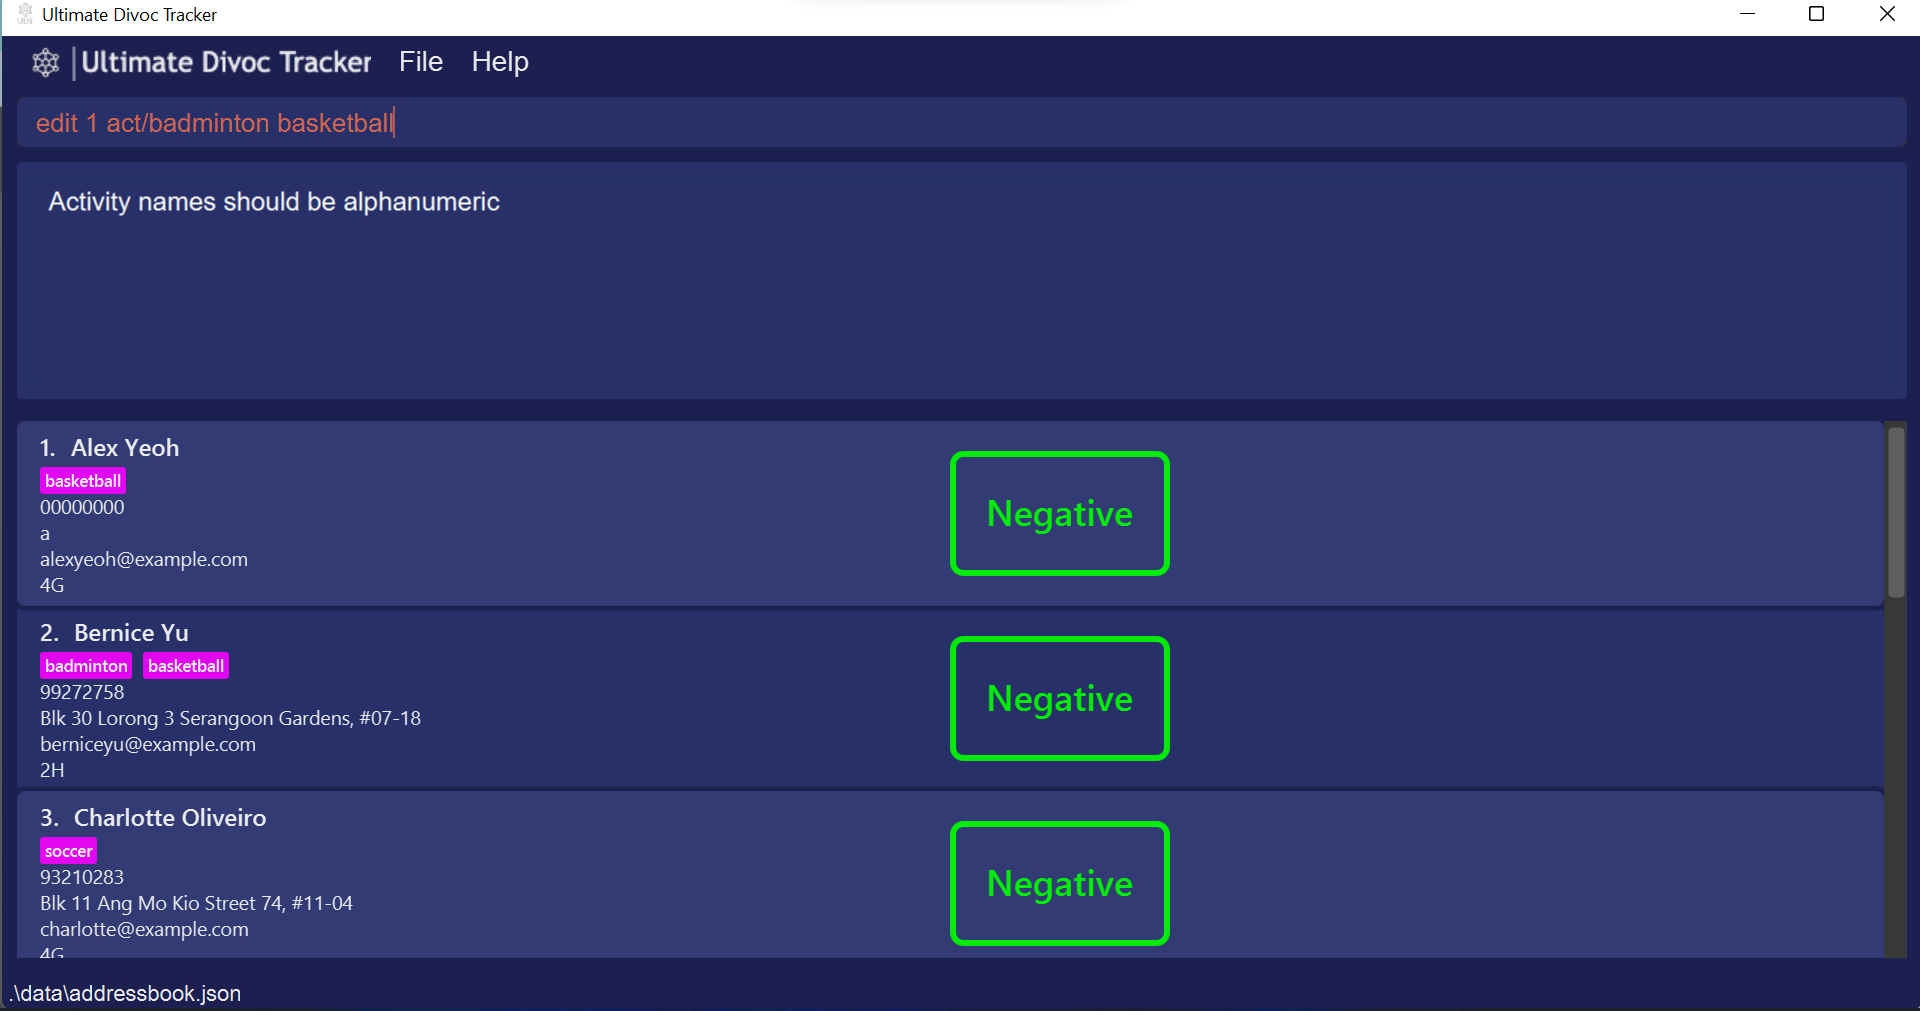 Ultimate Divoc Tracker
Ultimate Divoc Tracker File Help
edit 1 act/badminton basketball
Activity names should be alphanumeric
1. Alex Yeoh
basketball
00000000
a
alexyeoh@example.com
4G
Negative
2. Bernice Yu
badminton basketball
99272758
Blk 30 Lorong 3 Serangoon Gardens, #07-18
berniceyu@example.com
2H
Negative
3. Charlotte Oliveiro
soccer
93210283
Blk 11 Ang Mo Kio Street 74, #11-04
charlotte@example.com
4G
Negative
.\data\addressbook.json